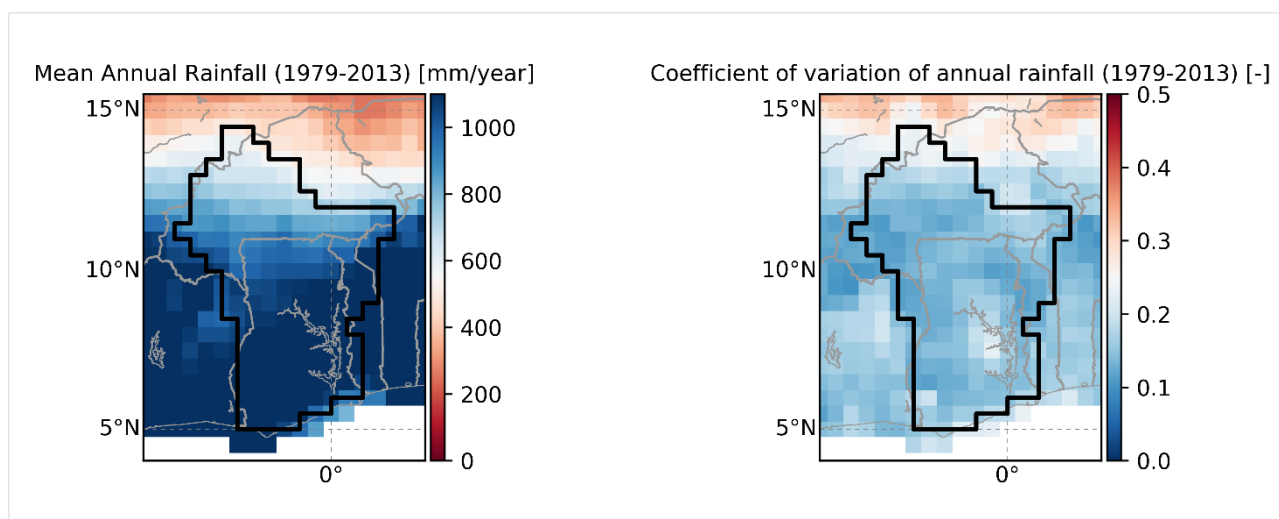 Mean Annual Rainfall (1979-2013) [mm/year]
15°N
10°N
5°N
0°
1000
800
600
400
200
0
Coefficient of variation of annual rainfall (1979-2013) [-]
15°N
10°N
5°N
0°
0.5
0.4
0.3
0.2
0.1
0.0